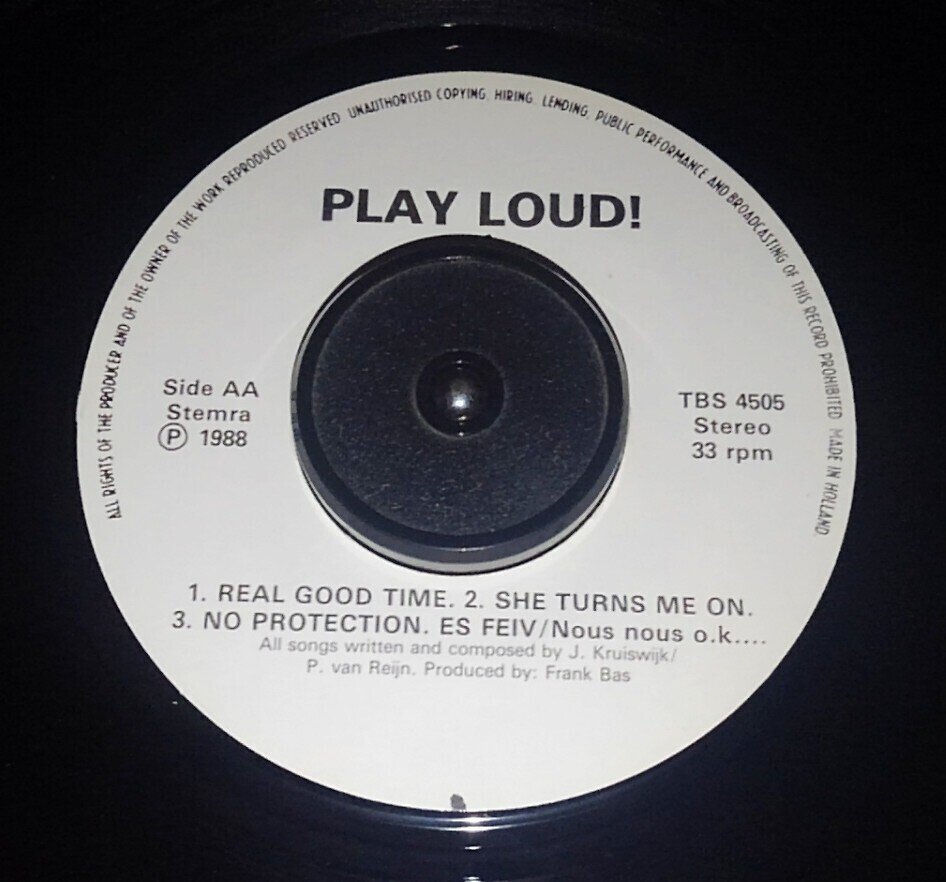 ALL RIGHTS OF THE PRODUCER AND OF THE OWNER OF THE WORK REPRODUCED RESERVED. UNAUTHORISED COPYING, HIRING, LENDING, PUBLIC PERFORMANCE AND BROADCASTING OF THIS RECORD PROHIBITED MADE IN HOLLAND
PLAY LOUD!
Side AA
Stemra
Ⓟ 1988
TBS 4505
Stereo
33 rpm
1. REAL GOOD TIME. 2. SHE TURNS ME ON.
3. NO PROTECTION. ES FEIV/Nous nous o.k....
All songs written and composed by J. Kruiswijk/
P. van Reijn. Produced by: Frank Bas